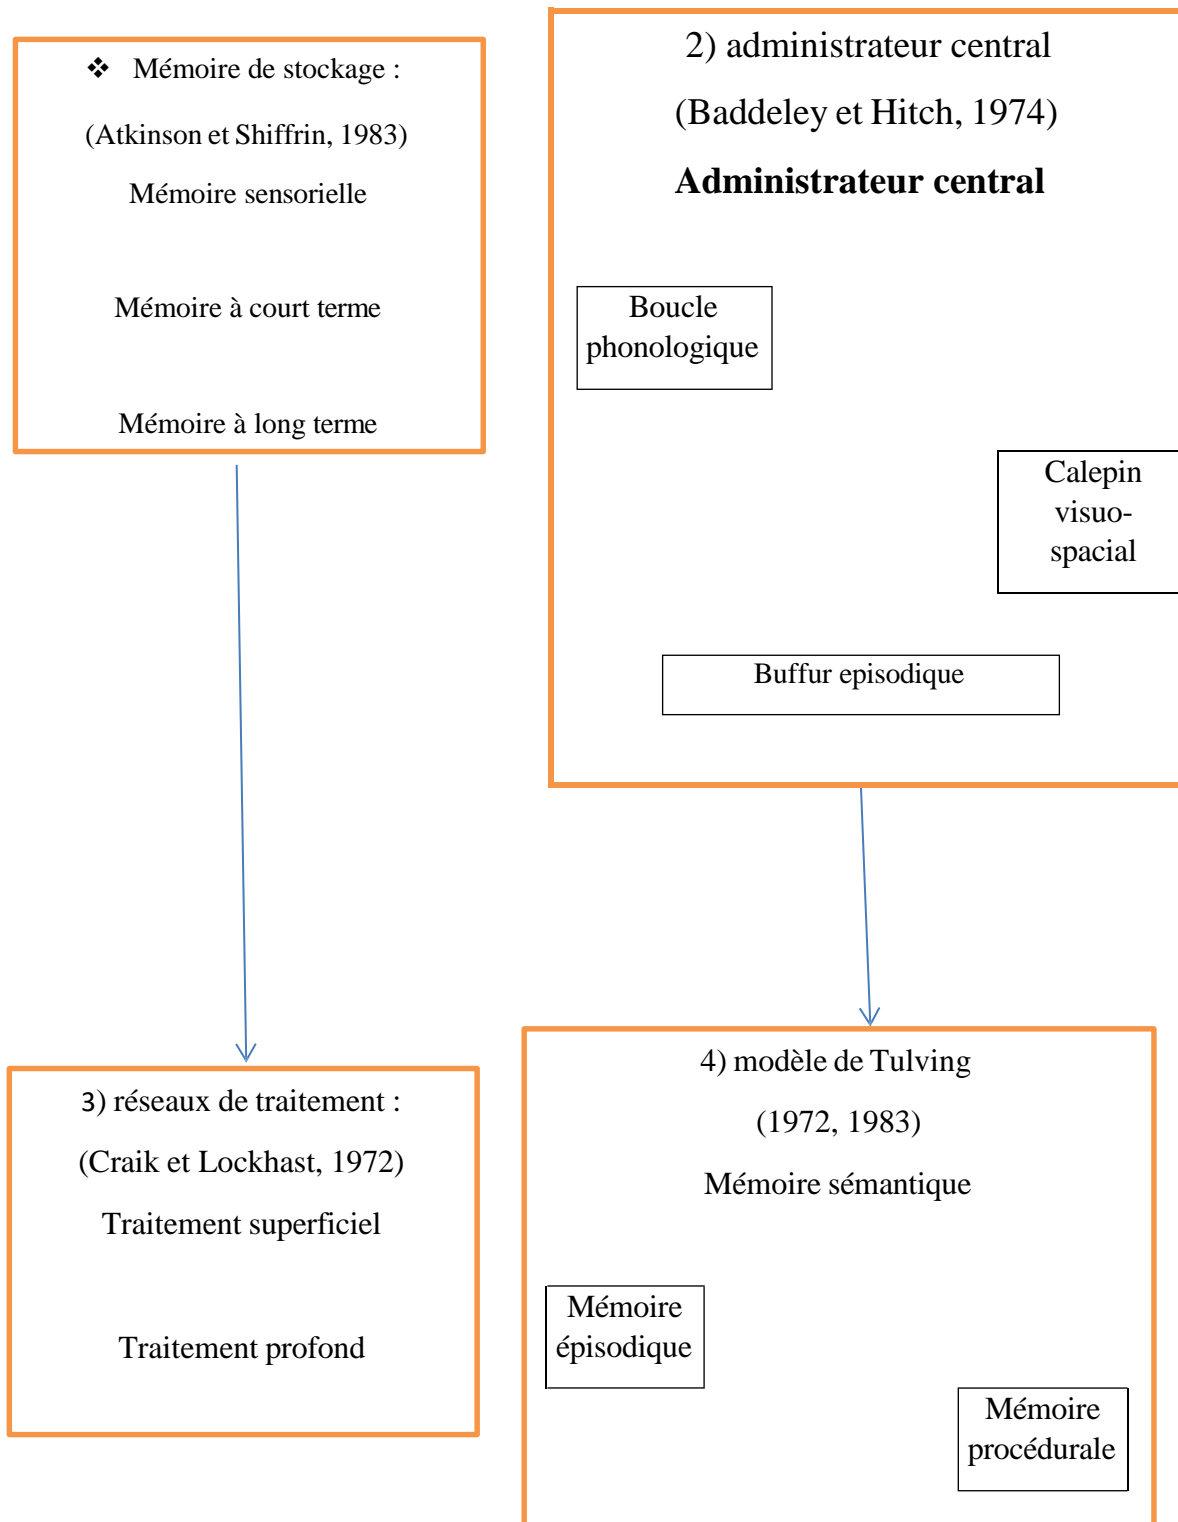 ❖ Mémoire de stockage :
(Atkinson et Shiffrin, 1983)
Mémoire sensorielle
Mémoire à court terme
Mémoire à long terme
2) administrateur central
(Baddeley et Hitch, 1974)
Administrateur central
Boucle
phonologique
Calepin
visuo-
spacial
Buffur episodique
3) réseaux de traitement :
(Craik et Lockhast, 1972)
Traitement superficiel
Traitement profond
4) modèle de Tulving
(1972, 1983)
Mémoire sémantique
Mémoire
épisodique
Mémoire
procédurale